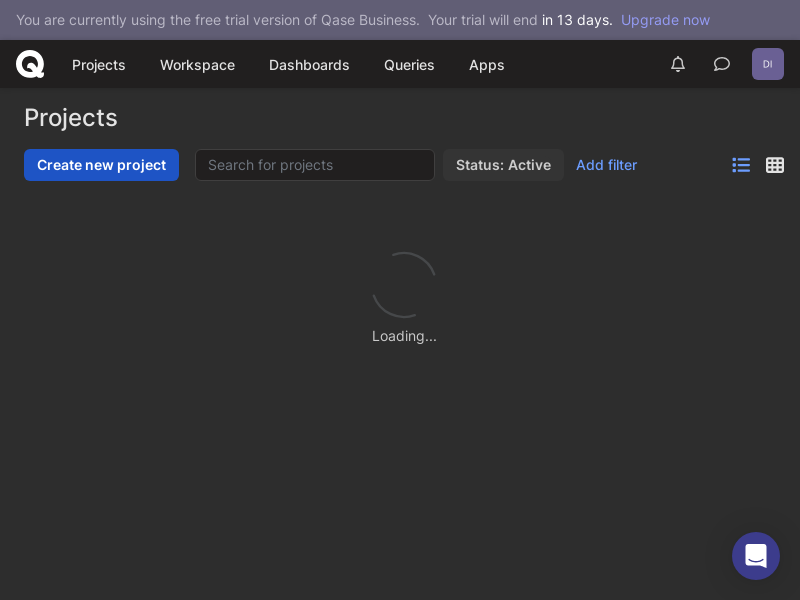 You are currently using the free trial version of Qase Business.  Your trial will end in 13 days.  Upgrade now
Projects Workspace Dashboards Queries Apps DI
Projects
Create new project Search for projects Status: Active Add filter
Loading...